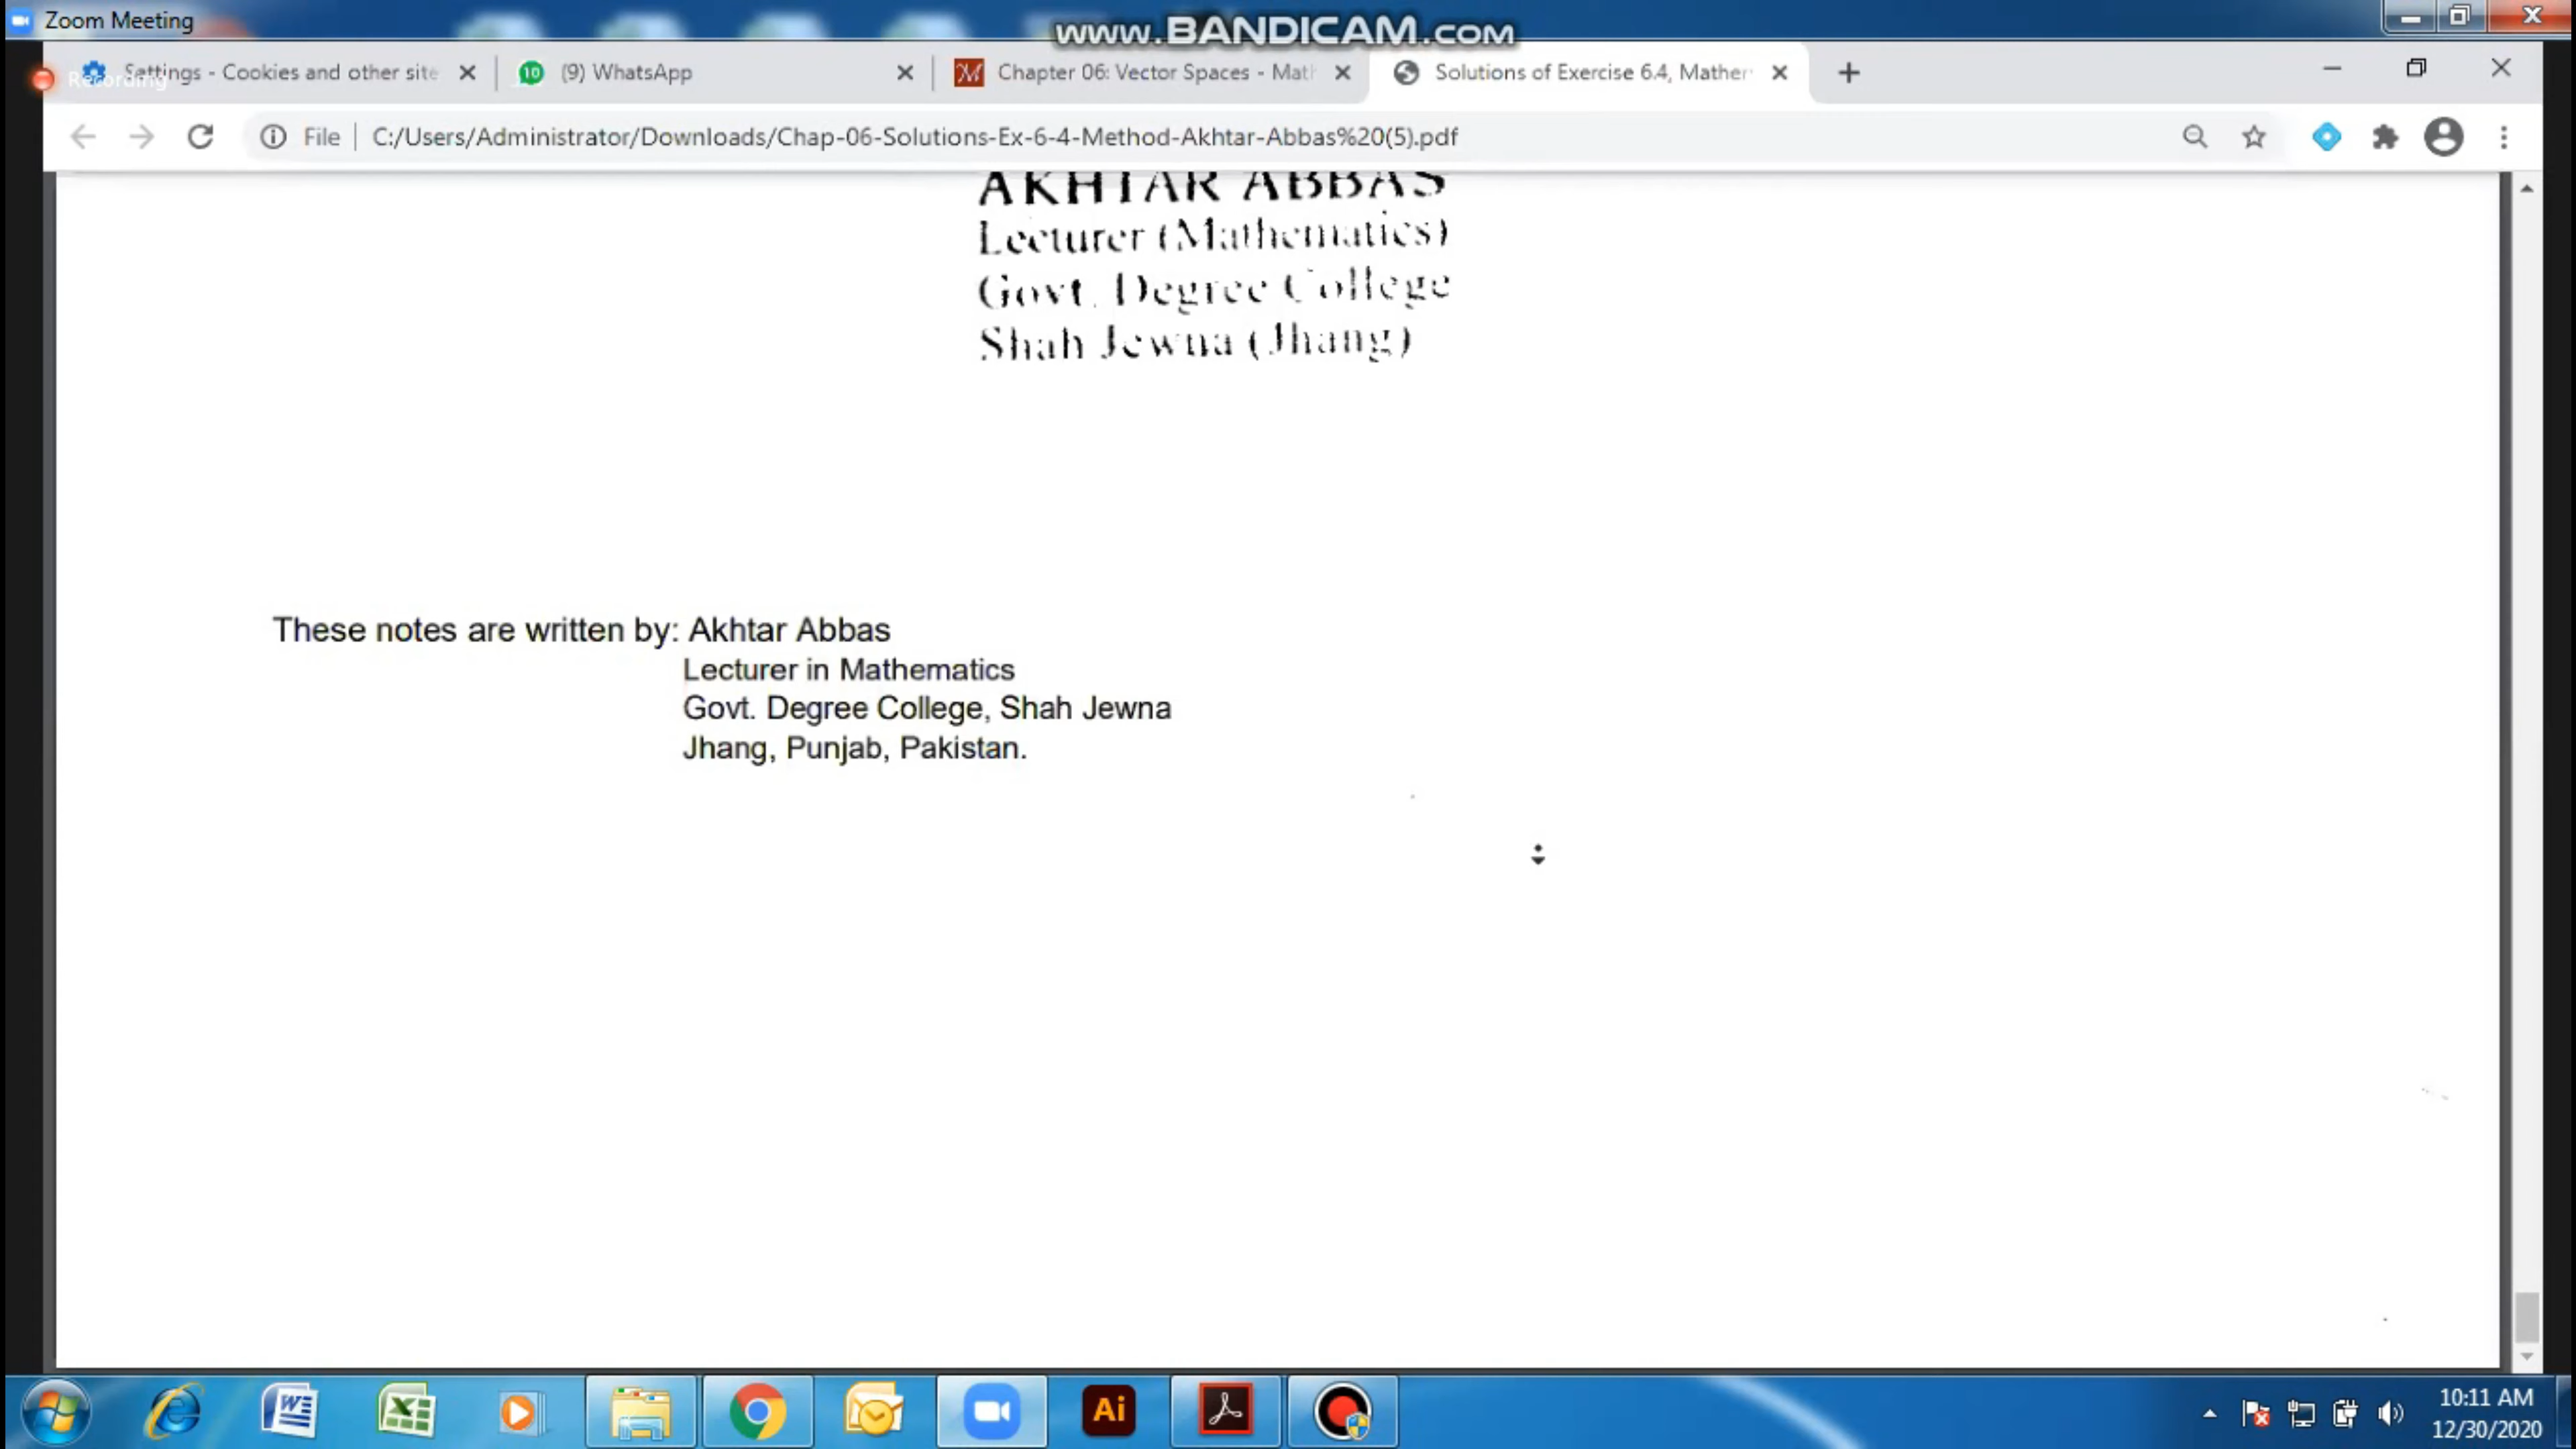 Zoom Meeting
www.BANDICAM.com
Recording
Settings - Cookies and other site
10
(9) WhatsApp
Chapter 06: Vector Spaces - Mat
Solutions of Exercise 6.4, Mather
File
C:/Users/Administrator/Downloads/Chap-06-Solutions-Ex-6-4-Method-Akhtar-Abbas%20(5).pdf
AKHTAR ABBAS
Lecturer (Mathematics)
Govt. Degree College
Shah Jewna (Jhang)
These notes are written by: Akhtar Abbas
Lecturer in Mathematics
Govt. Degree College, Shah Jewna
Jhang, Punjab, Pakistan.
Ai
10:11 AM
12/30/2020